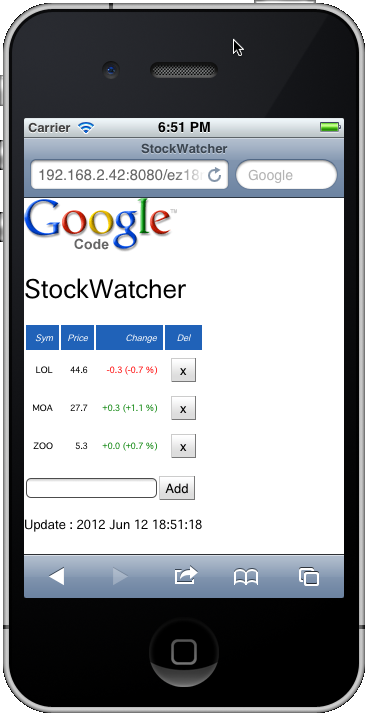 Carrier 6:51 PM
StockWatcher
192.168.2.42:8080/ez18 Google
Google™
Code
StockWatcher
Sym Price Change Del
LOL 44.6 -0.3 (-0.7 %) x
MOA 27.7 +0.3 (+1.1 %) x
ZOO 5.3 +0.0 (+0.7 %) x
Add
Update : 2012 Jun 12 18:51:18